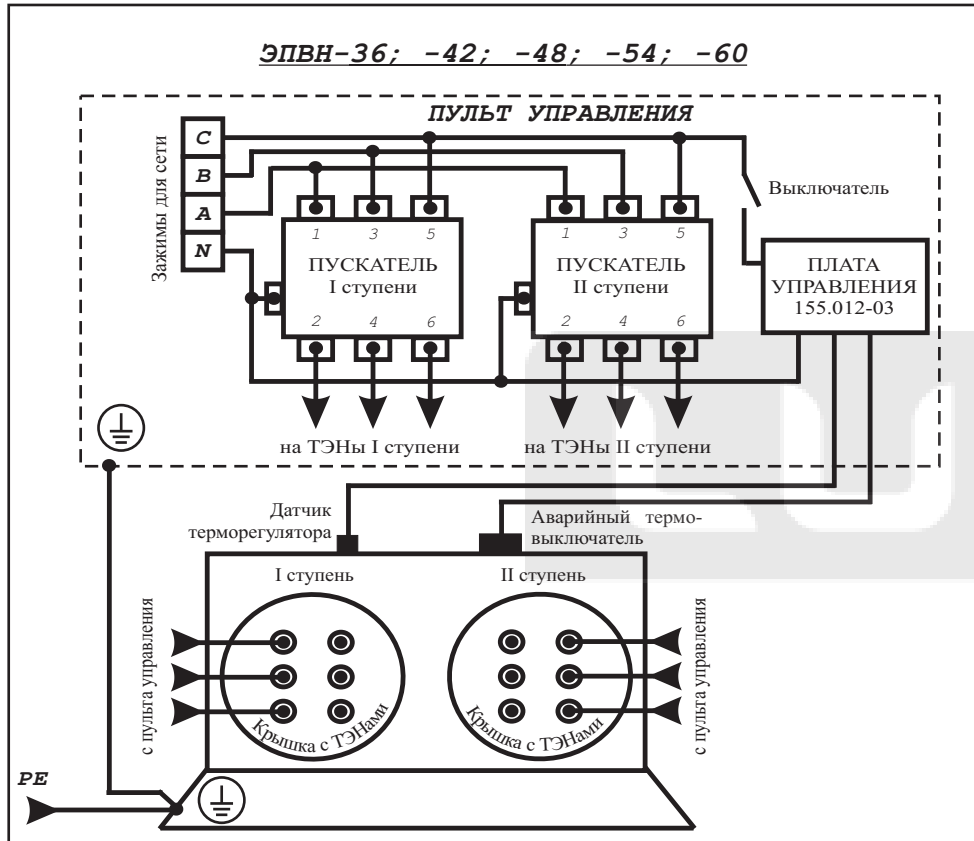 ЭПВН-36; -42; -48; -54; -60
ПУЛЬТ УПРАВЛЕНИЯ
Зажимы для сети
C
B
A
N
1 3 5
ПУСКАТЕЛЬ
I ступени
2 4 6
1 3 5
ПУСКАТЕЛЬ
II ступени
2 4 6
Выключатель
ПЛАТА
УПРАВЛЕНИЯ
155.012-03
на ТЭНы I ступени
на ТЭНы II ступени
Датчик
терморегулятора
Аварийный термо-
выключатель
I ступень
II ступень
с пульта управления
Крышка с ТЭНами
Крышка с ТЭНами
с пульта управления
PE